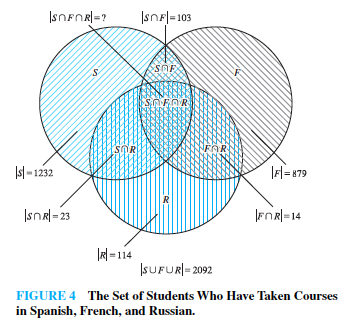 |S∩F∩R|=?
|S∩F|=103
S∩F
S
F
S∩F∩R
S∩R
F∩R
|S|=1232
|F|=879
R
|S∩R|=23
|F∩R|=14
|R|=114
|S∪F∪R|=2092
FIGURE 4 The Set of Students Who Have Taken Courses
in Spanish, French, and Russian.